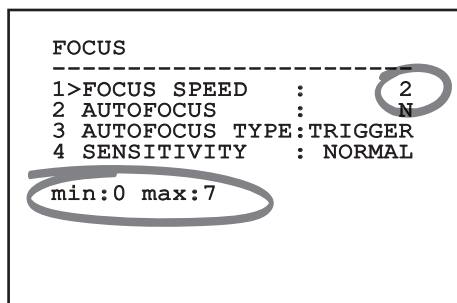 FOCUS
------------------------
1>FOCUS SPEED   :      2
2 AUTOFOCUS     :      N
3 AUTOFOCUS TYPE:TRIGGER
4 SENSITIVITY   : NORMAL
min:0 max:7